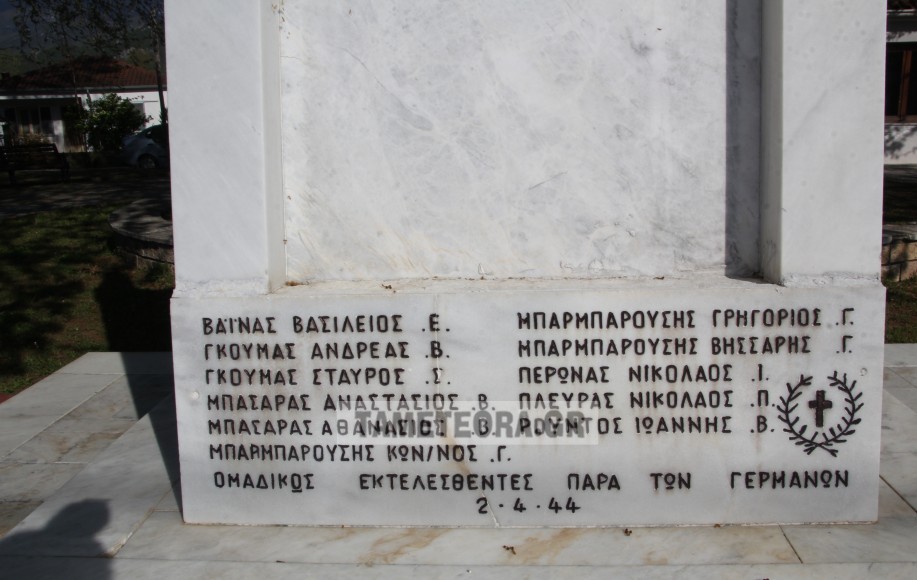 ΒΑΪΝΑΣ ΒΑΣΙΛΕΙΟΣ .Ε.
ΓΚΟΥΜΑΣ ΑΝΔΡΕΑΣ .Β.
ΓΚΟΥΜΑΣ ΣΤΑΥΡΟΣ .Σ.
ΜΠΑΣΑΡΑΣ ΑΝΑΣΤΑΣΙΟΣ .Β.
ΜΠΑΣΑΡΑΣ ΑΘΑΝΑΣΙΟΣ .Β.
ΜΠΑΡΜΠΑΡΟΥΣΗΣ ΚΩΝ/ΝΟΣ .Γ.
ΜΠΑΡΜΠΑΡΟΥΣΗΣ ΓΡΗΓΟΡΙΟΣ .Γ.
ΜΠΑΡΜΠΑΡΟΥΣΗΣ ΒΗΣΣΑΡΗΣ .Γ.
ΠΕΡΩΝΑΣ ΝΙΚΟΛΑΟΣ .Ι.
ΠΛΕΥΡΑΣ ΝΙΚΟΛΑΟΣ .Π.
ΡΟΥΝΤΟΣ ΙΩΑΝΝΗΣ .Β.
ΟΜΑΔΙΚΩΣ ΕΚΤΕΛΕΣΘΕΝΤΕΣ ΠΑΡΑ ΤΩΝ ΓΕΡΜΑΝΩΝ
2-4-44
TAMETEORA.GR